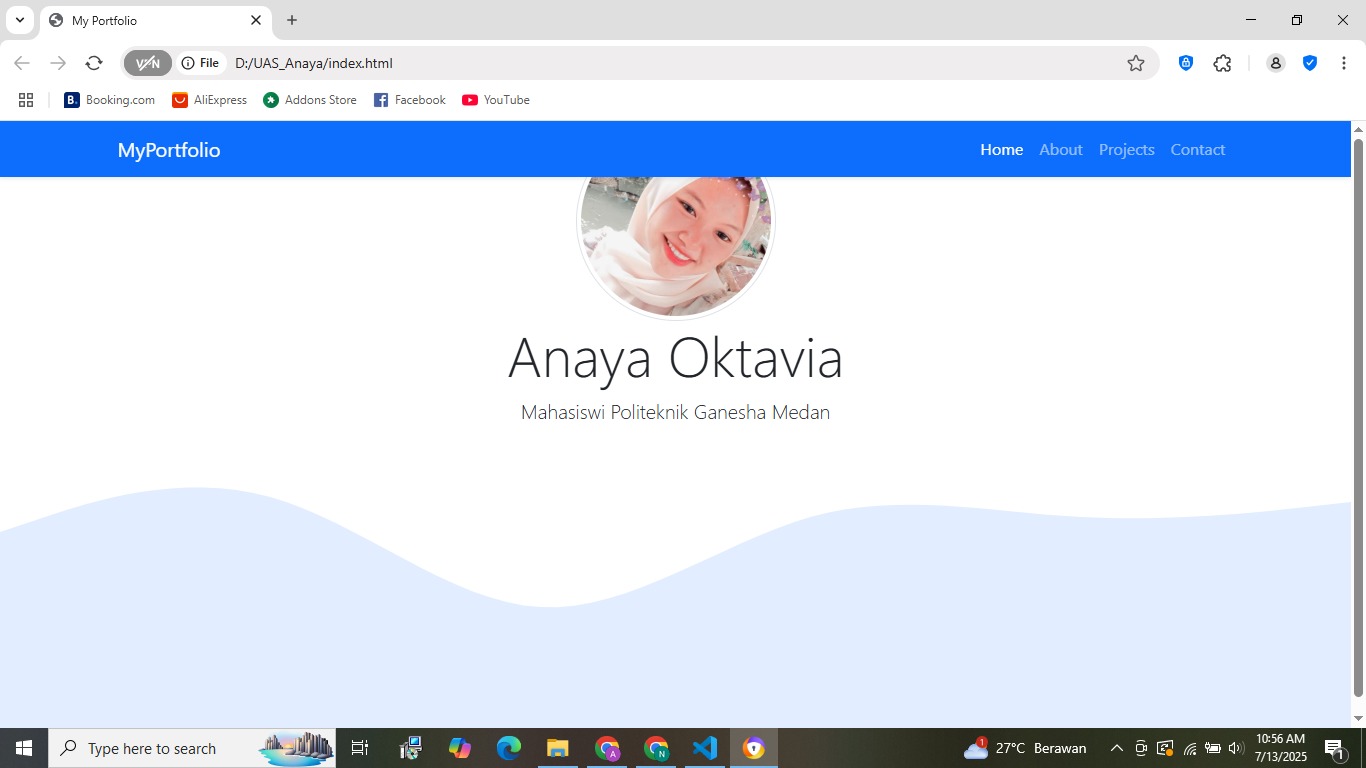 My Portfolio
VPN
File
D:/UAS_Anaya/index.html
Booking.com
AliExpress
Addons Store
Facebook
YouTube
MyPortfolio
Home
About
Projects
Contact
Anaya Oktavia
Mahasiswi Politeknik Ganesha Medan
Type here to search
27°C Berawan
10:56 AM
7/13/2025